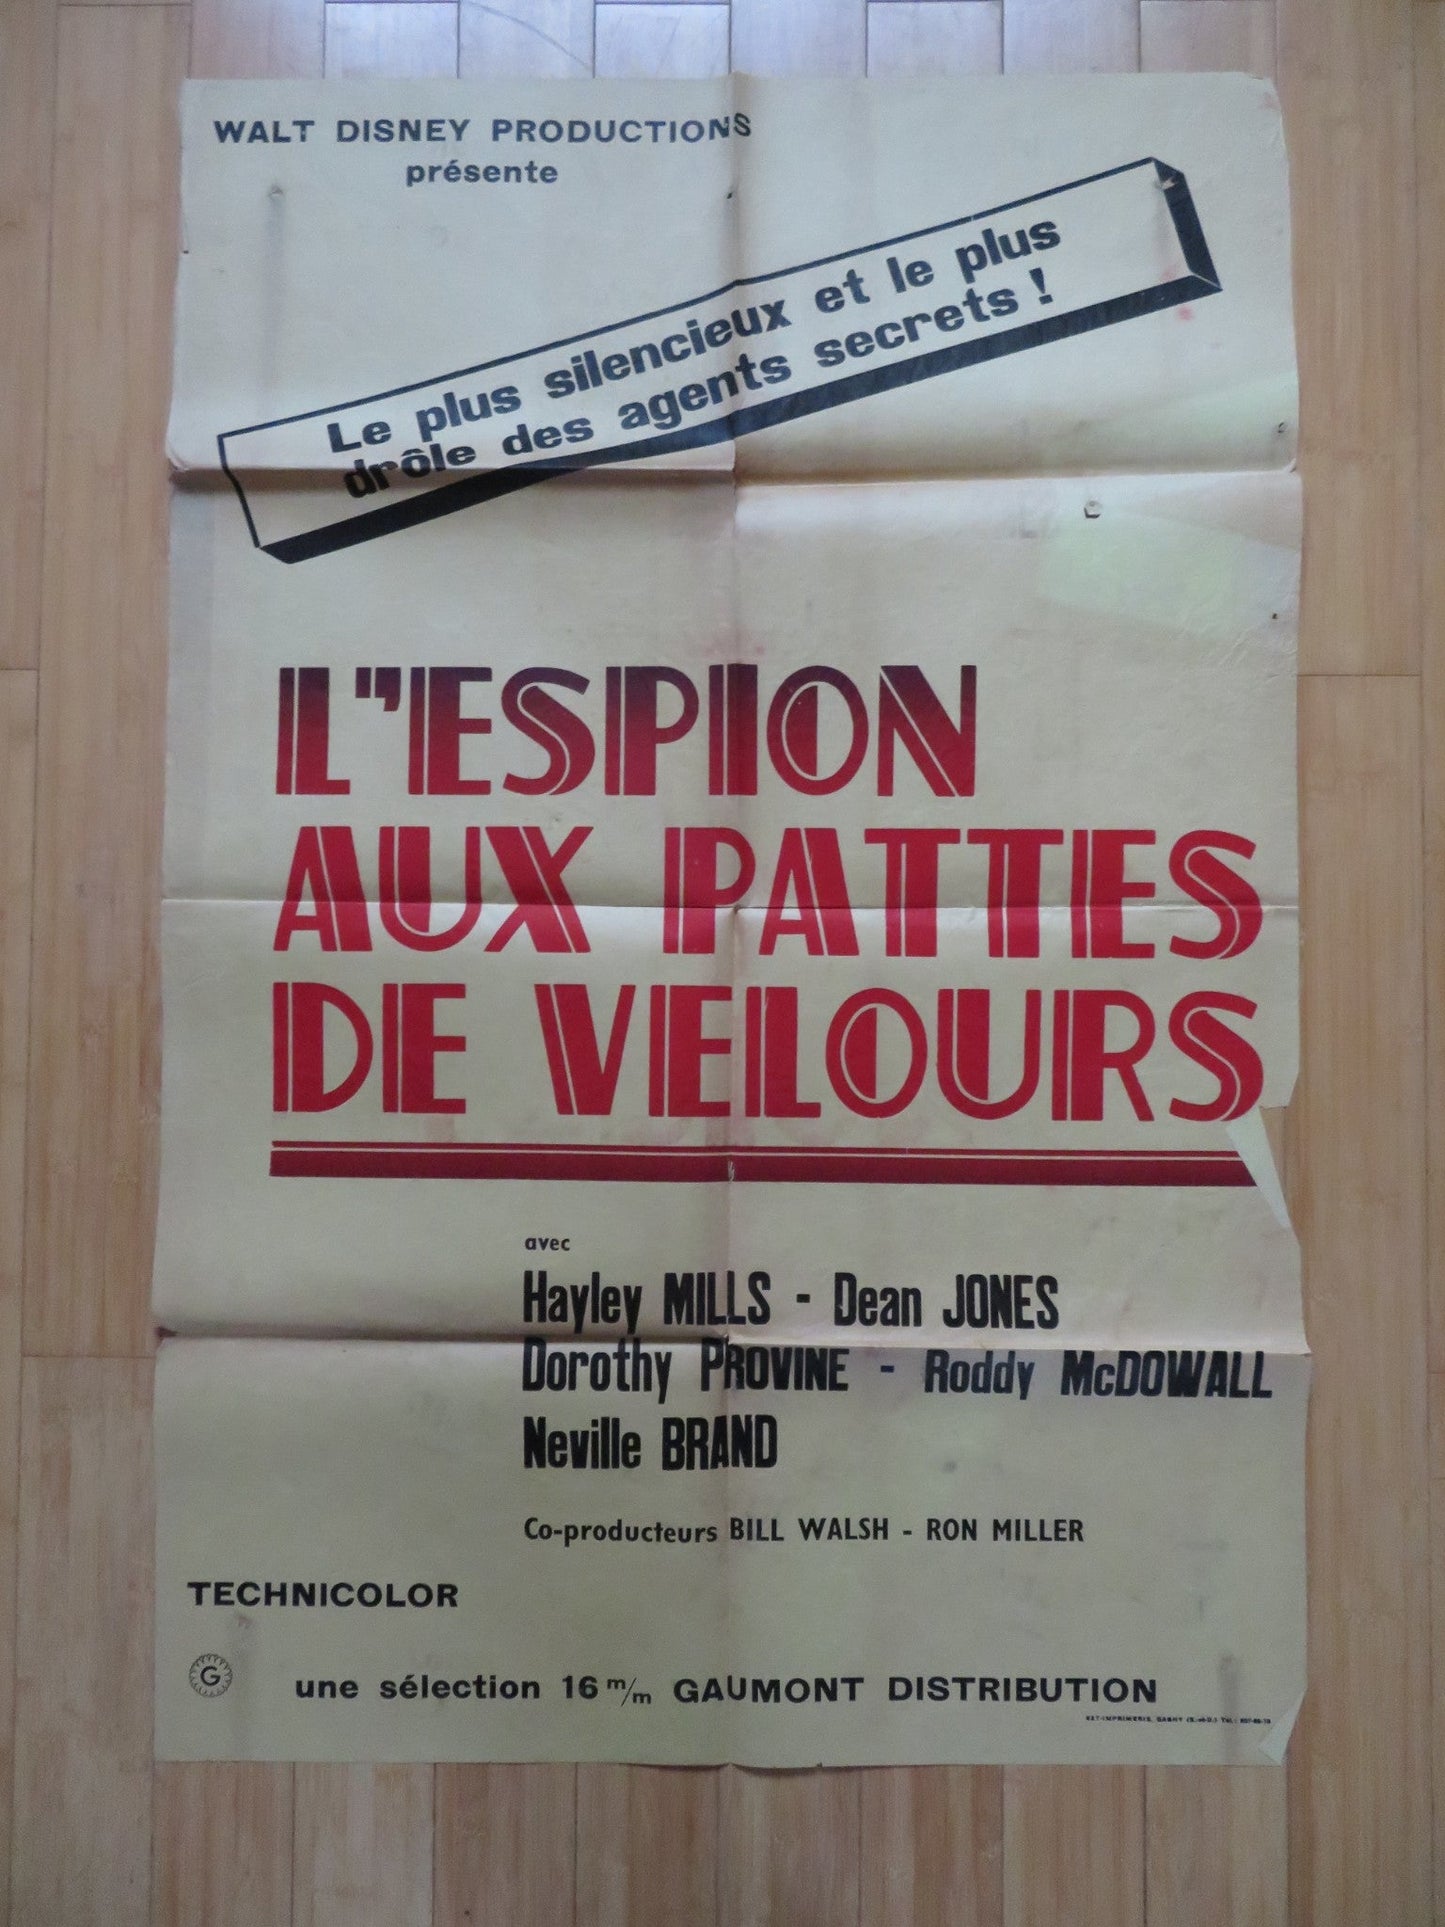 WALT DISNEY PRODUCTIONS
présente
Le plus silencieux et le plus
drôle des agents secrets !
L'ESPION
AUX PATTES
DE VELOURS
avec
Hayley MILLS - Dean JONES
Dorothy PROVINE - Roddy McDOWALL
Neville BRAND
Co-producteurs BILL WALSH - RON MILLER
TECHNICOLOR
G
une sélection 16 m/m GAUMONT DISTRIBUTION
IMPRIMERIE, GAGNY